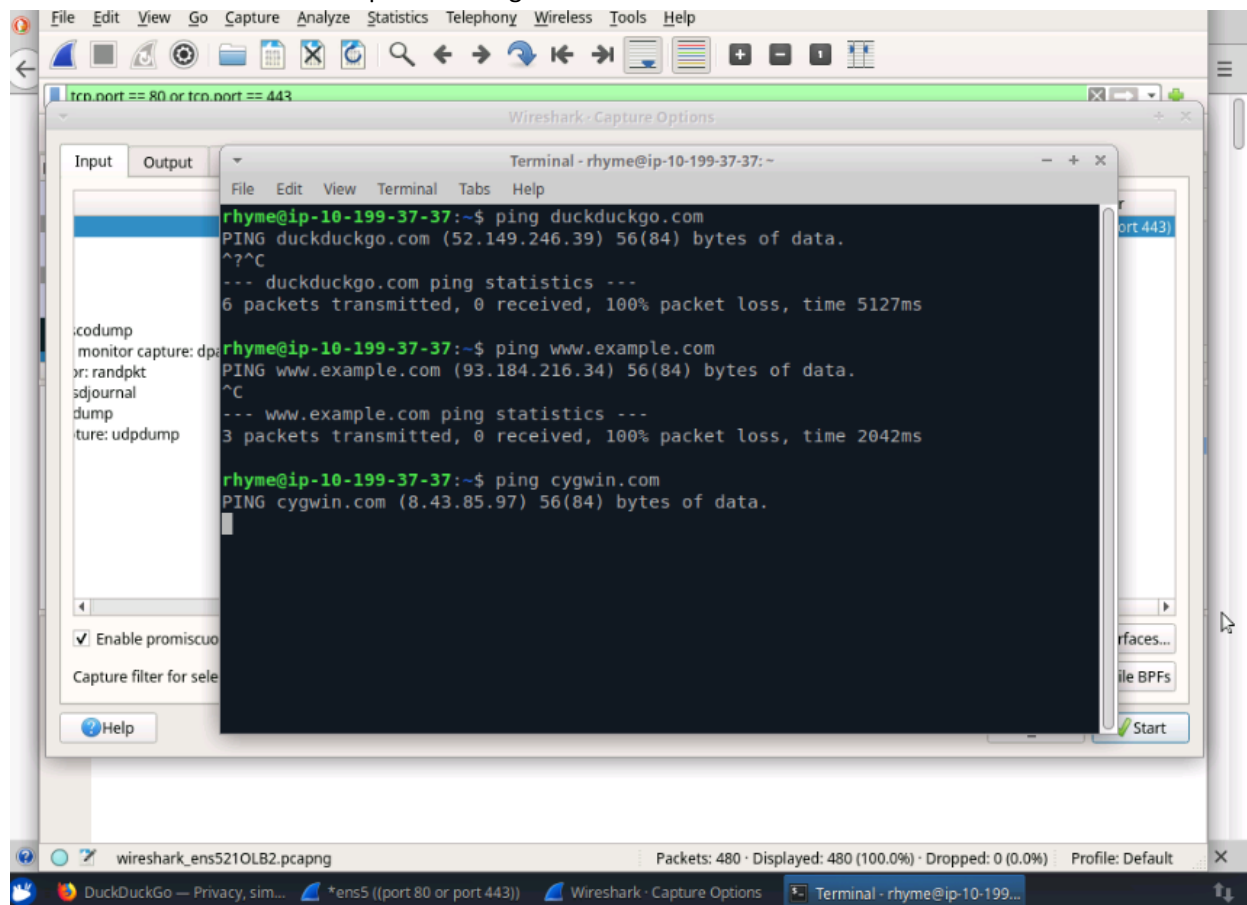 File Edit View Go Capture Analyze Statistics Telephony Wireless Tools Help
tcp.port == 80 or tcp.port == 443
Wireshark · Capture Options
Input Output
Terminal - rhyme@ip-10-199-37-37: ~
File Edit View Terminal Tabs Help
rhyme@ip-10-199-37-37:~$ ping duckduckgo.com
PING duckduckgo.com (52.149.246.39) 56(84) bytes of data.
^?^C
--- duckduckgo.com ping statistics ---
6 packets transmitted, 0 received, 100% packet loss, time 5127ms
rhyme@ip-10-199-37-37:~$ ping www.example.com
PING www.example.com (93.184.216.34) 56(84) bytes of data.
^C
--- www.example.com ping statistics ---
3 packets transmitted, 0 received, 100% packet loss, time 2042ms
rhyme@ip-10-199-37-37:~$ ping cygwin.com
PING cygwin.com (8.43.85.97) 56(84) bytes of data.
ort 443)
codump
monitor capture: dpa
or: randpkt
sdjournal
dump
ture: udpdump
Enable promiscuo
rfaces...
Capture filter for sele
ile BPFs
Help
Start
wireshark_ens521OLB2.pcapng Packets: 480 · Displayed: 480 (100.0%) · Dropped: 0 (0.0%) Profile: Default
DuckDuckGo — Privacy, sim... *ens5 ((port 80 or port 443)) Wireshark · Capture Options Terminal - rhyme@ip-10-199...